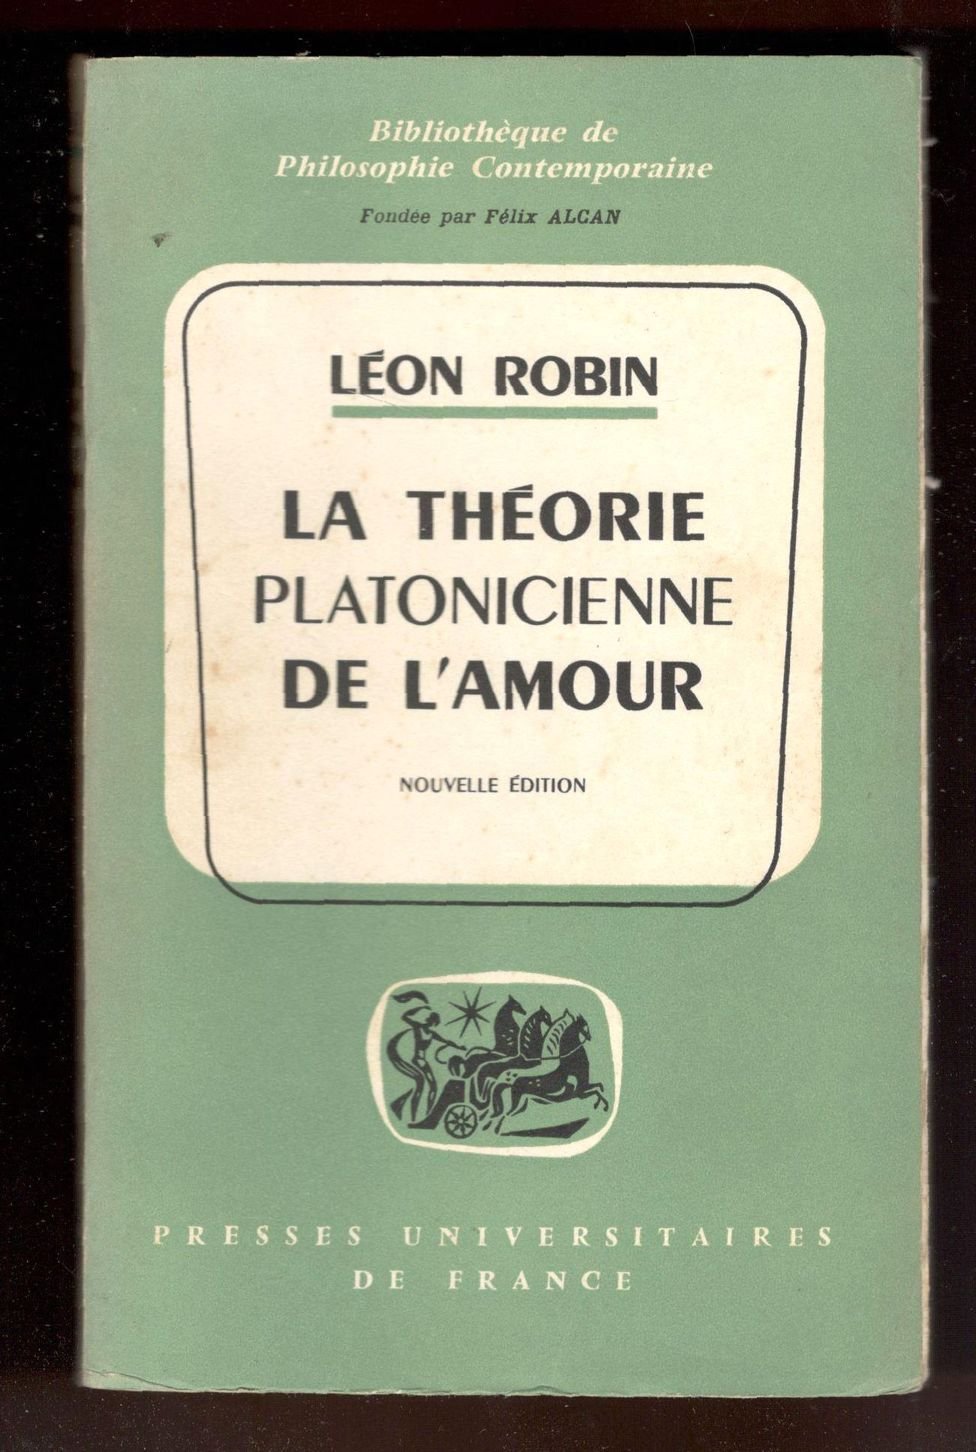 Bibliothèque de
Philosophie Contemporaine
Fondée par Félix ALCAN
LÉON ROBIN
LA THÉORIE
PLATONICIENNE
DE L'AMOUR
NOUVELLE ÉDITION
PRESSES UNIVERSITAIRES
DE FRANCE